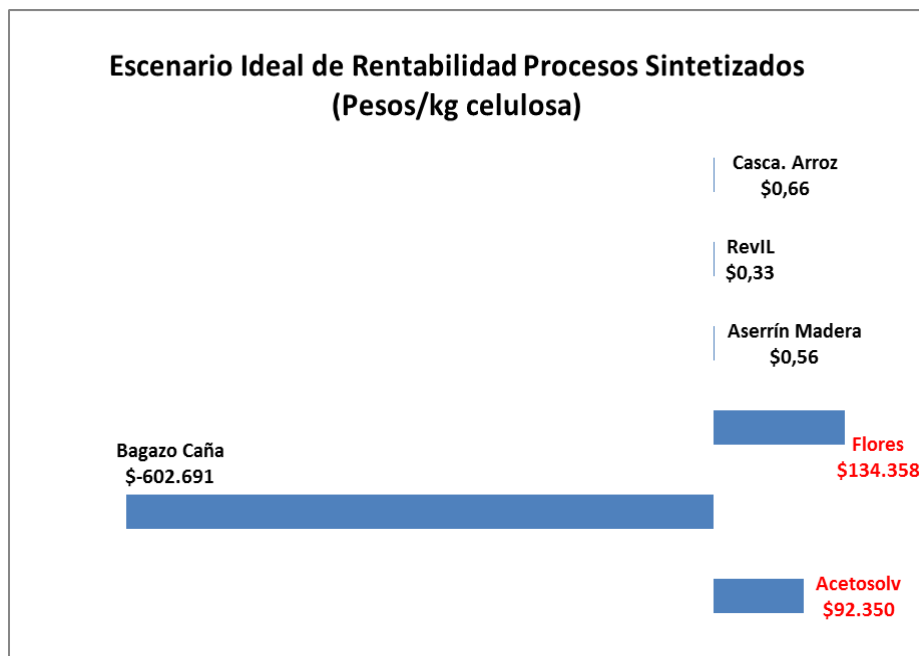 Escenario Ideal de Rentabilidad Procesos Sintetizados
(Pesos/kg celulosa)
Casca. Arroz
$0,66
RevIL
$0,33
Aserrín Madera
$0,56
Flores
$134.358
Bagazo Caña
$-602.691
Acetosolv
$92.350